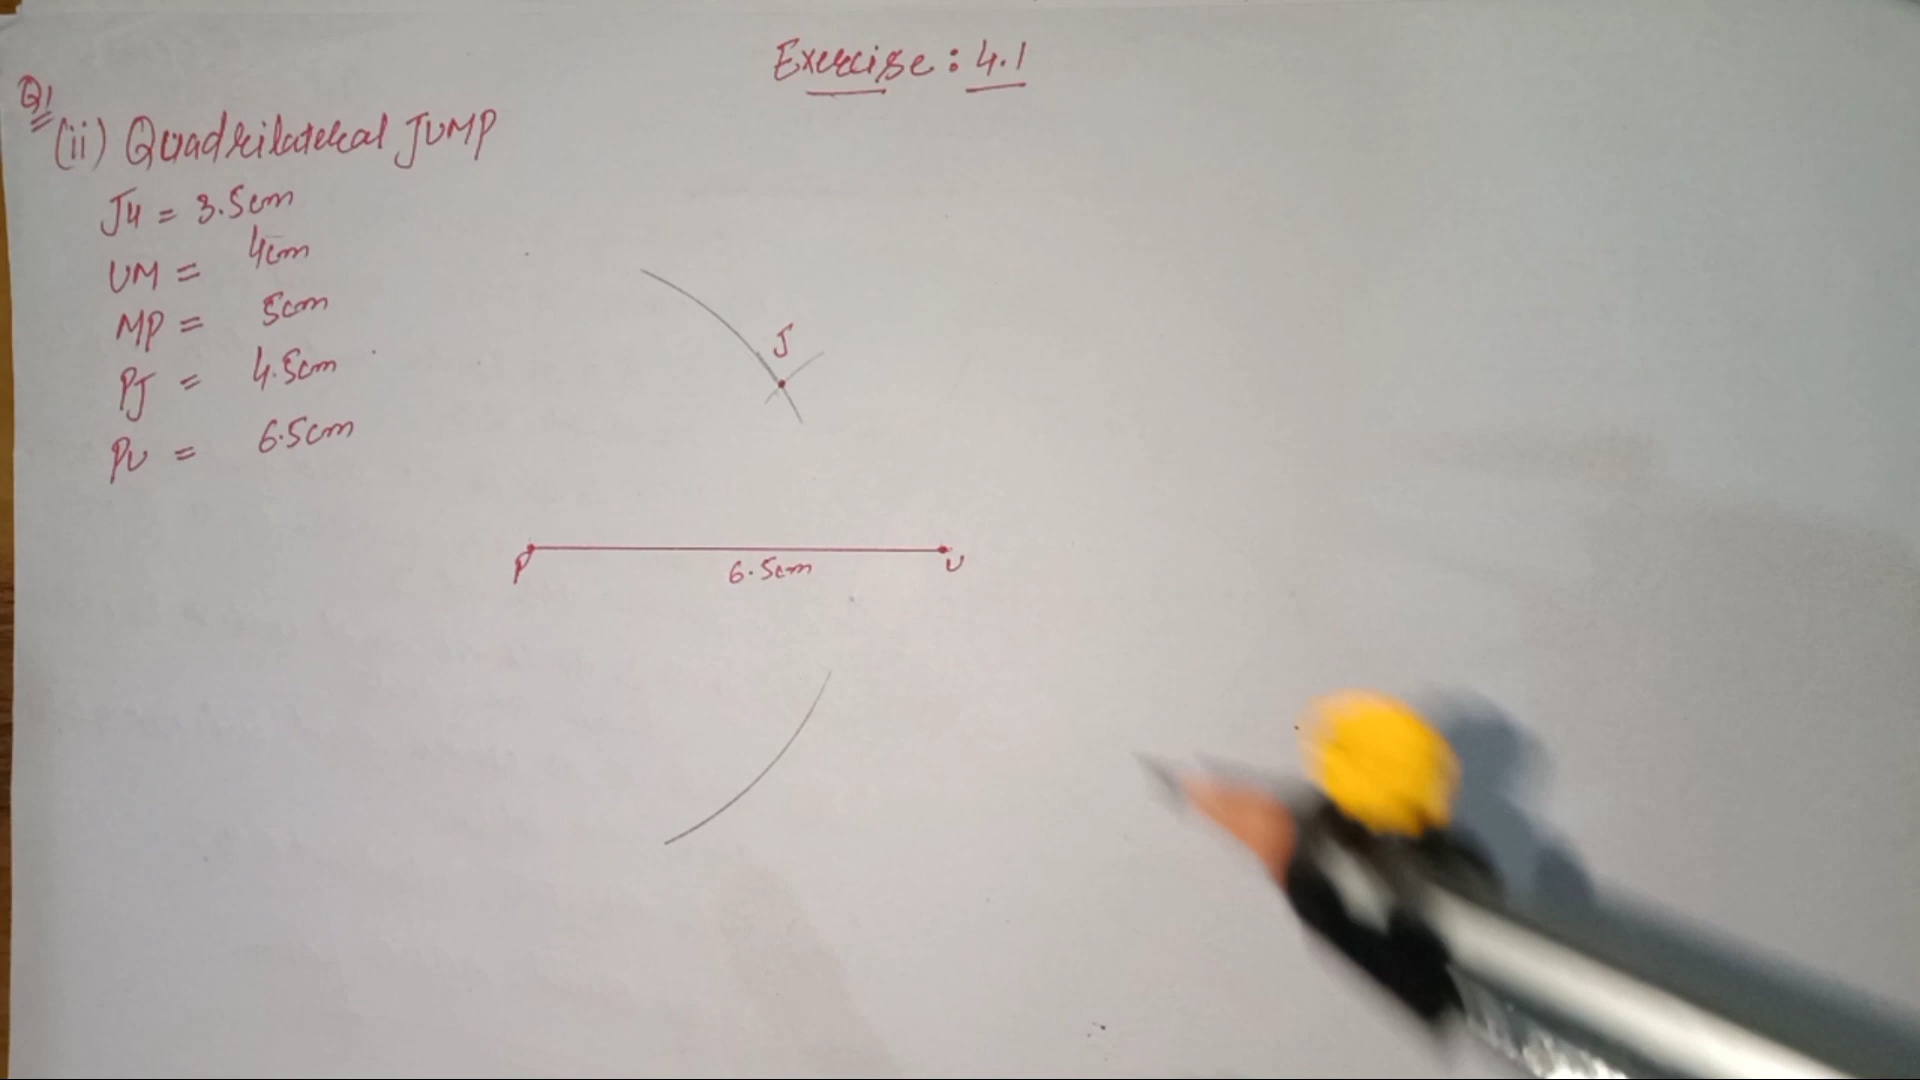 Exercise : 4.1
Q1
(ii) Quadrilateral JUMP
JU = 3.5cm
UM = 4cm
MP = 5cm
PJ = 4.5cm
PU = 6.5cm
J
P
U
6.5cm